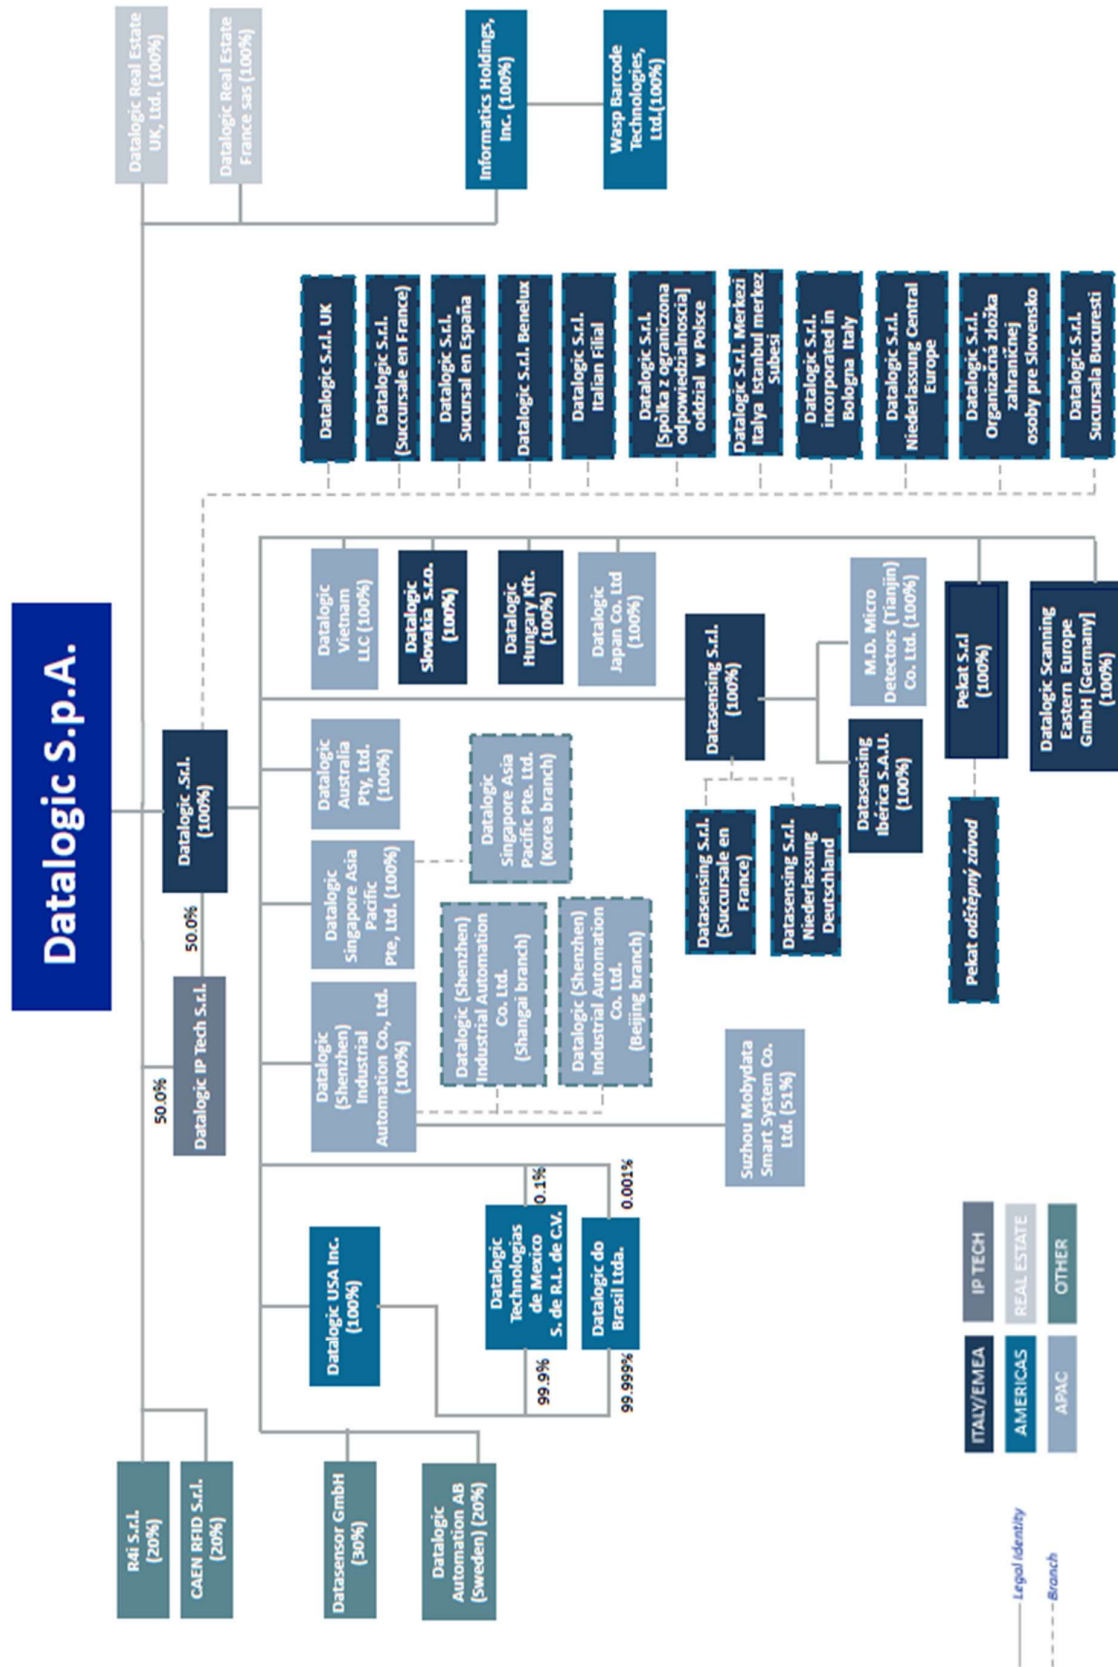 Datalogic S.p.A.
R4i S.r.l.
(20%)
CAEN RFID S.r.l.
(20%)
50.0%
Datalogic IP Tech S.r.l.
50.0%
Datalogic .Sr.l.
(100%)
Datalogic Real Estate
UK, Ltd. (100%)
Datalogic Real Estate
France sas (100%)
Informatics Holdings,
Inc. (100%)
Wasp Barcode
Technologies,
Ltd.(100%)
Datasensor GmbH
(30%)
Datalogic
Automation AB
(Sweden) (20%)
Datalogic USA Inc.
(100%)
Datalogic
Technologias
de Mexico
S. de R.L. de C.V.
99.9%
0.1%
Datalogic do
Brasil Ltda.
99.999%
0.001%
Datalogic
(Shenzhen)
Industrial
Automation Co., Ltd.
(100%)
Datalogic (Shenzhen)
Industrial Automation
Co. Ltd.
(Shangai branch)
Datalogic (Shenzhen)
Industrial Automation
Co. Ltd.
(Beijing branch)
Suzhou Mobydata
Smart System Co.
Ltd. (51%)
Datalogic
Singapore Asia
Pacific
Pte, Ltd. (100%)
Datalogic
Singapore Asia
Pacific Pte. Ltd.
(Korea branch)
Datalogic
Australia
Pty, Ltd.
(100%)
Datalogic
Vietnam
LLC (100%)
Datalogic
Slovakia s.r.o.
(100%)
Datalogic
Hungary Kft.
(100%)
Datalogic
Japan Co. Ltd
(100%)
Datasensing S.r.l.
(100%)
Datasensing S.r.l.
(Succursale en
France)
Datasensing S.r.l.
Niederlassung
Deutschland
Datasensing
Ibérica S.A.U.
(100%)
M.D. Micro
Detectors (Tianjin)
Co. Ltd. (100%)
Pekat S.r.l
(100%)
Pekat odštěpný závod
Datalogic Scanning
Eastern Europe
GmbH [Germany]
(100%)
Datalogic S.r.l. UK
Datalogic S.r.l.
(Succursale en France)
Datalogic S.r.l.
Sucursal en España
Datalogic S.r.l. Benelux
Datalogic S.r.l.
Italian Filial
Datalogic S.r.l.
[Spòlka z ograniczona
odpowiedzialnoscia]
oddzial w Polsce
Datalogic S.r.l. Merkezi
Italya Istanbul merkez
Subesi
Datalogic S.r.l.
incorporated in
Bologna Italy
Datalogic S.r.l.
Niederlassung Central
Europe
Datalogic S.r.l.
Organizačná zložka
zahraničnej
osoby pre Slovensko
Datalogic S.r.l.
Sucursala Bucuresti
Legal Identity
Branch
ITALY/EMEA
IP TECH
AMERICAS
REAL ESTATE
APAC
OTHER